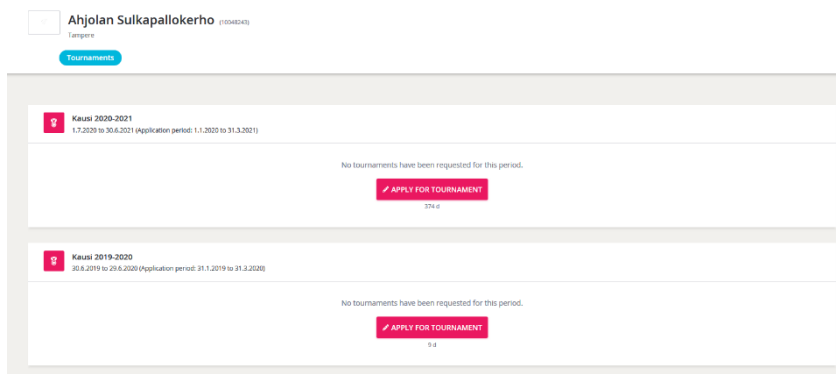 Ahjolan Sulkapallokerho
Tampere
Tournaments
Kausi 2020-2021
1.7.2020 to 30.6.2021 (Application period: 1.1.2020 to 31.3.2021)
No tournaments have been requested for this period.
APPLY FOR TOURNAMENT
374 d
Kausi 2019-2020
30.6.2019 to 29.6.2020 (Application period: 31.1.2019 to 31.3.2020)
No tournaments have been requested for this period.
APPLY FOR TOURNAMENT
9 d